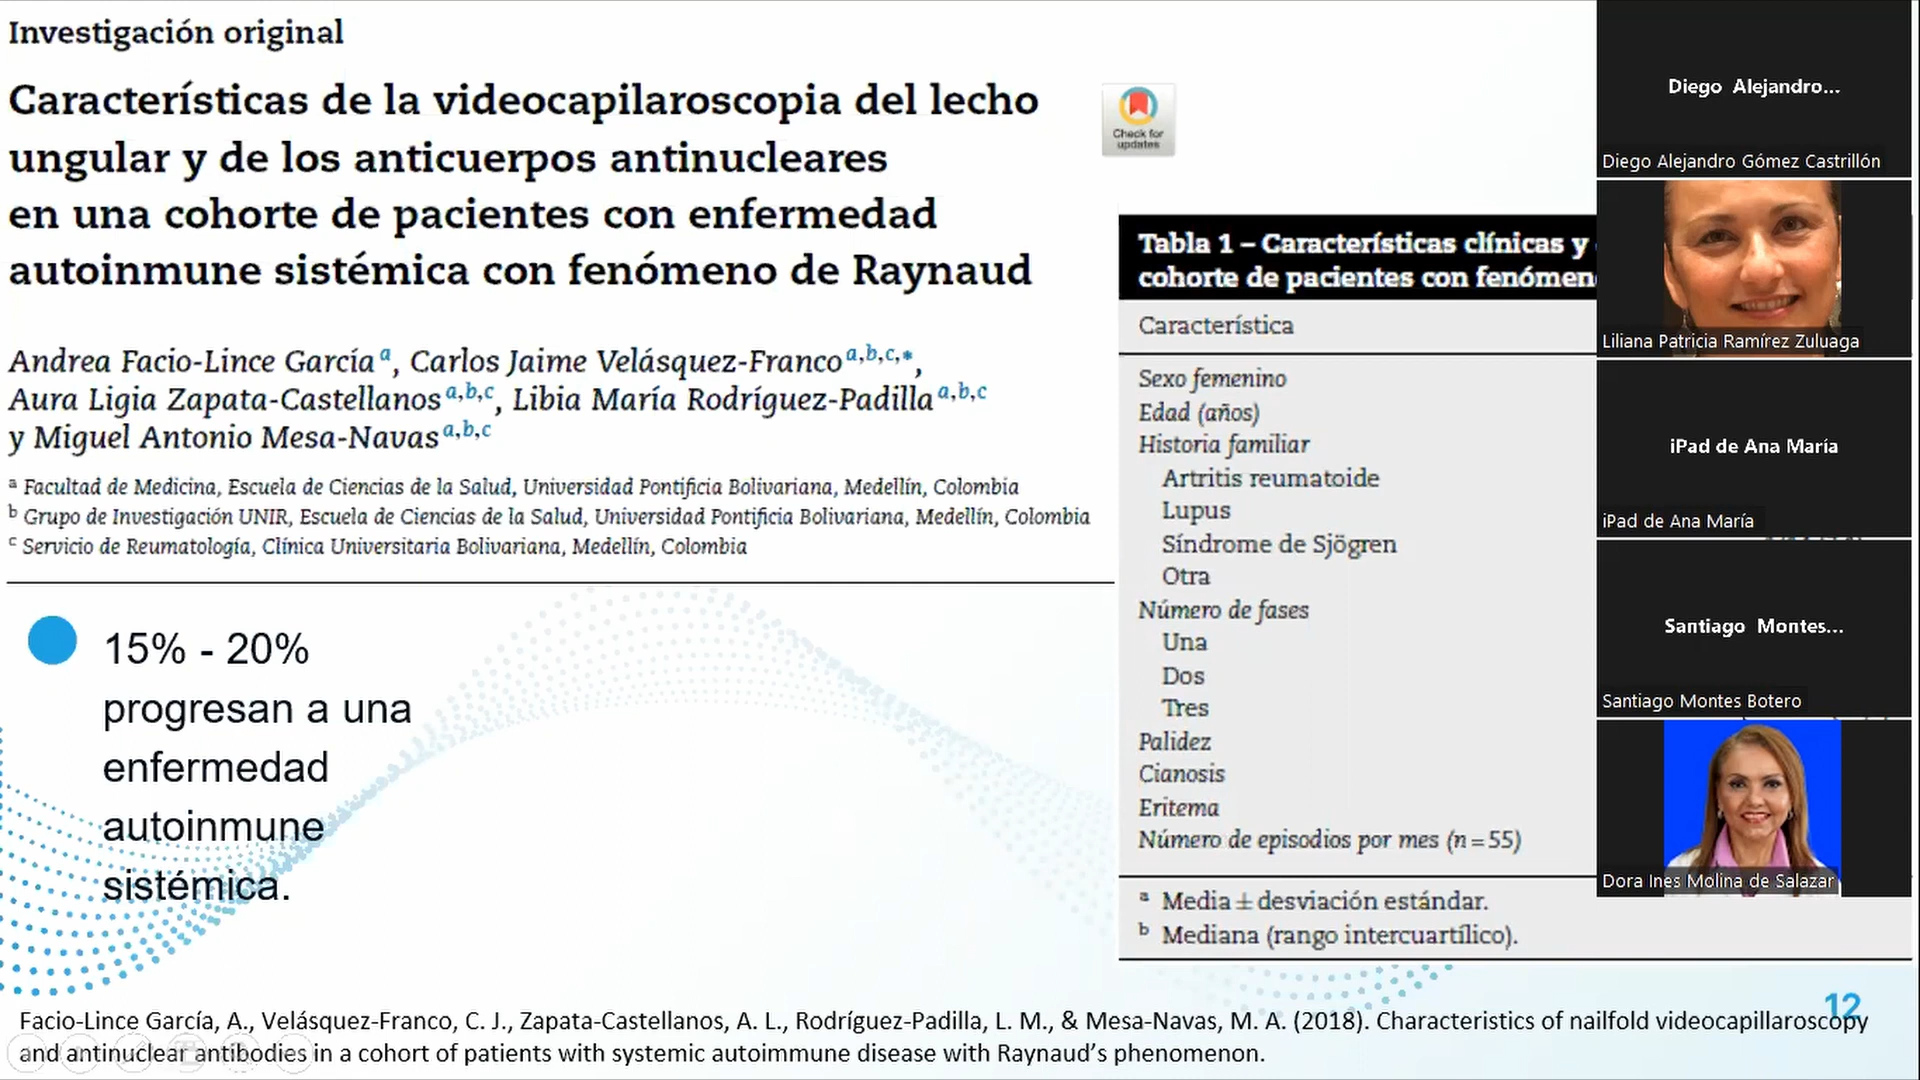 Investigación original
Características de la videocapilaroscopia del lecho
ungular y de los anticuerpos antinucleares
en una cohorte de pacientes con enfermedad
autoinmune sistémica con fenómeno de Raynaud
Check for
updates
Andrea Facio-Lince García a, Carlos Jaime Velásquez-Franco a,b,c,*,
Aura Ligia Zapata-Castellanos a,b,c, Libia María Rodríguez-Padilla a,b,c
y Miguel Antonio Mesa-Navas a,b,c
a Facultad de Medicina, Escuela de Ciencias de la Salud, Universidad Pontificia Bolivariana, Medellín, Colombia
b Grupo de Investigación UNIR, Escuela de Ciencias de la Salud, Universidad Pontificia Bolivariana, Medellín, Colombia
c Servicio de Reumatología, Clínica Universitaria Bolivariana, Medellín, Colombia
15% - 20%
progresan a una
enfermedad
autoinmune
sistémica.
Tabla 1 – Características clínicas y
cohorte de pacientes con fenómen
Característica
Sexo femenino
Edad (años)
Historia familiar
Artritis reumatoide
Lupus
Síndrome de Sjögren
Otra
Número de fases
Una
Dos
Tres
Palidez
Cianosis
Eritema
Número de episodios por mes (n = 55)
a Media ± desviación estándar.
b Mediana (rango intercuartílico).
Diego Alejandro...
Diego Alejandro Gómez Castrillón
Liliana Patricia Ramírez Zuluaga
iPad de Ana María
iPad de Ana María
Santiago Montes...
Santiago Montes Botero
Dora Ines Molina de Salazar
12
Facio-Lince García, A., Velásquez-Franco, C. J., Zapata-Castellanos, A. L., Rodríguez-Padilla, L. M., & Mesa-Navas, M. A. (2018). Characteristics of nailfold videocapillaroscopy
and antinuclear antibodies in a cohort of patients with systemic autoimmune disease with Raynaud's phenomenon.